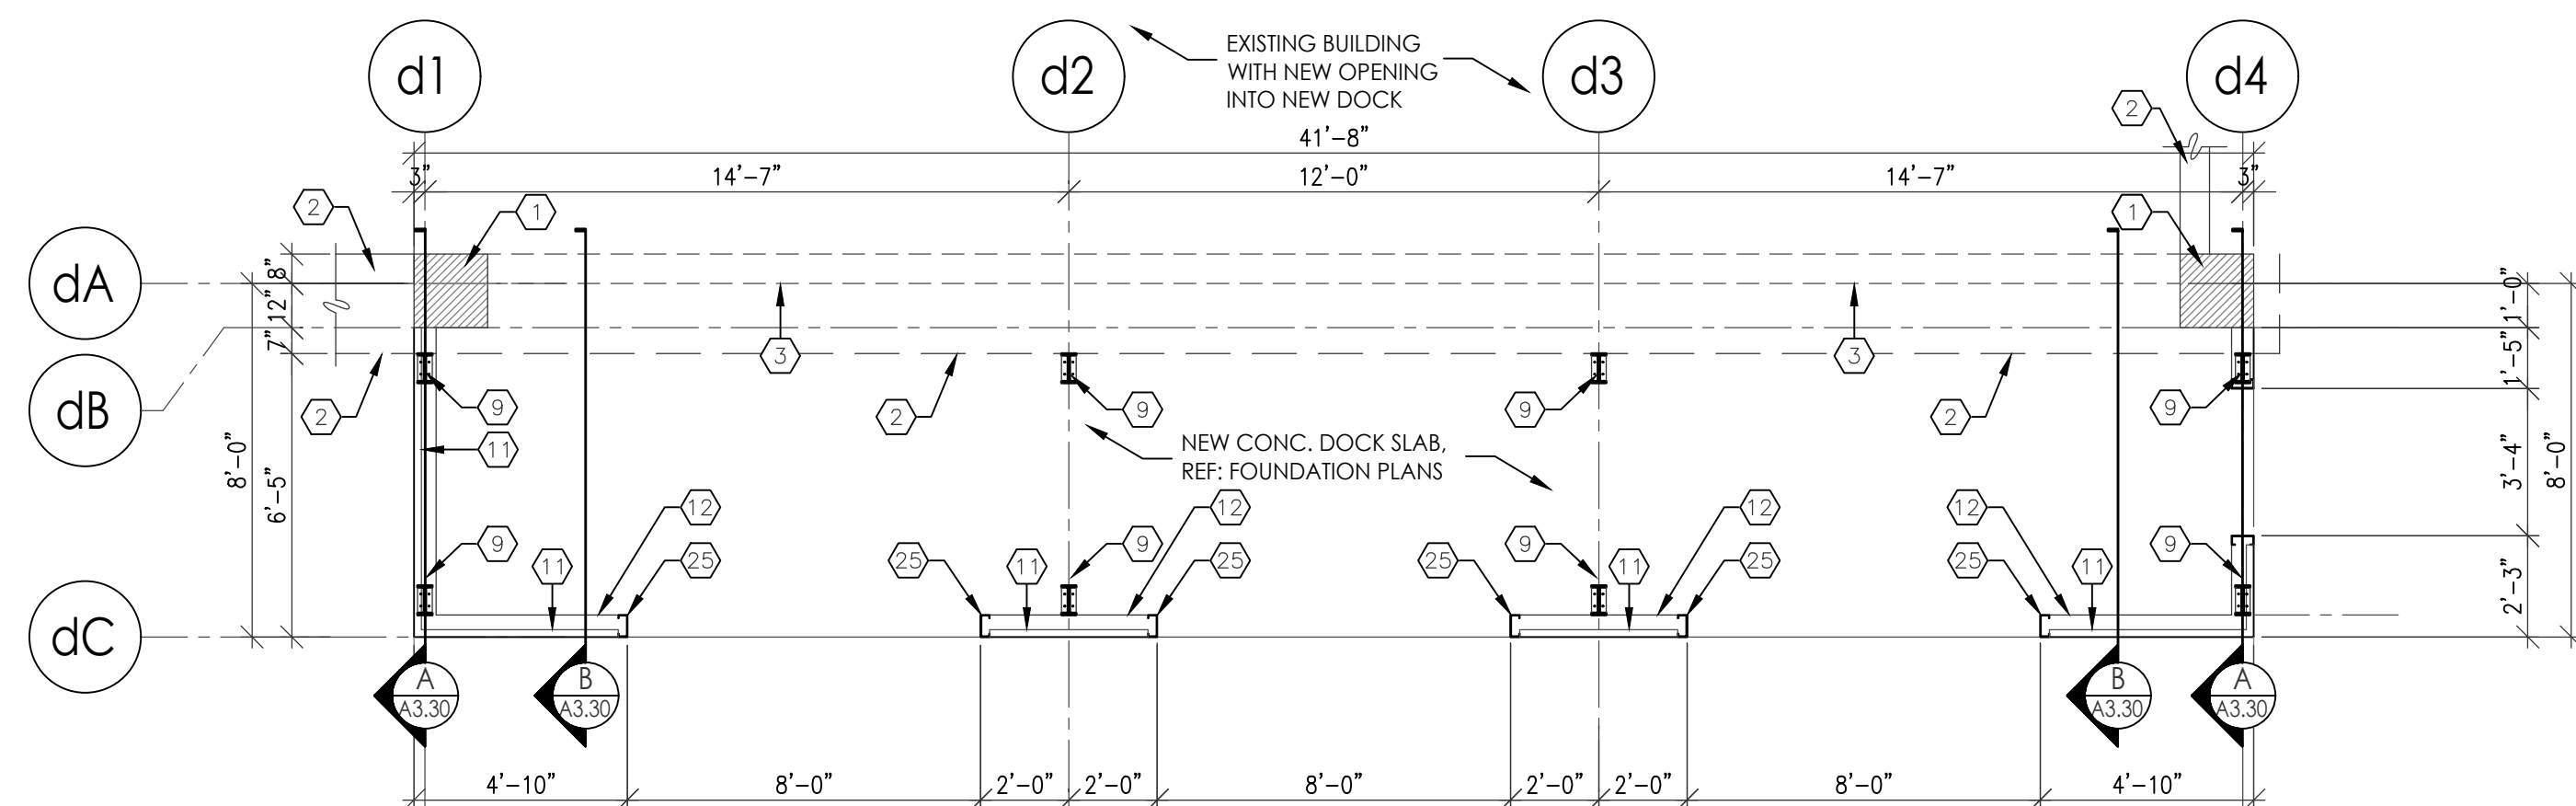 d1
d2
EXISTING BUILDING
WITH NEW OPENING
INTO NEW DOCK
d3
d4
2
41’-8”
3”
14’-7”
12’-0”
14’-7”
3”
2
1
1
dA
8”
12”
7”
1’-0”
3
3
1’-5”
dB
2
9
2
9
9
2
9
11
NEW CONC. DOCK SLAB,
REF: FOUNDATION PLANS
8’-0”
6’-5”
3’-4”
8’-0”
12
12
12
12
9
9
9
9
11
25
25
11
25
25
11
25
25
11
2’-3”
dC
A
A3.30
B
A3.30
B
A3.30
A
A3.30
4’-10”
8’-0”
2’-0”
2’-0”
8’-0”
2’-0”
2’-0”
8’-0”
4’-10”